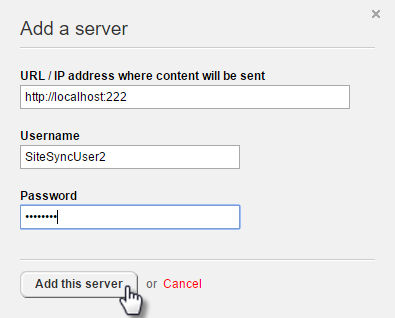 Add a server
URL / IP address where content will be sent
http://localhost:222
Username
SiteSyncUser2
Password
••••••••
Add this server or Cancel